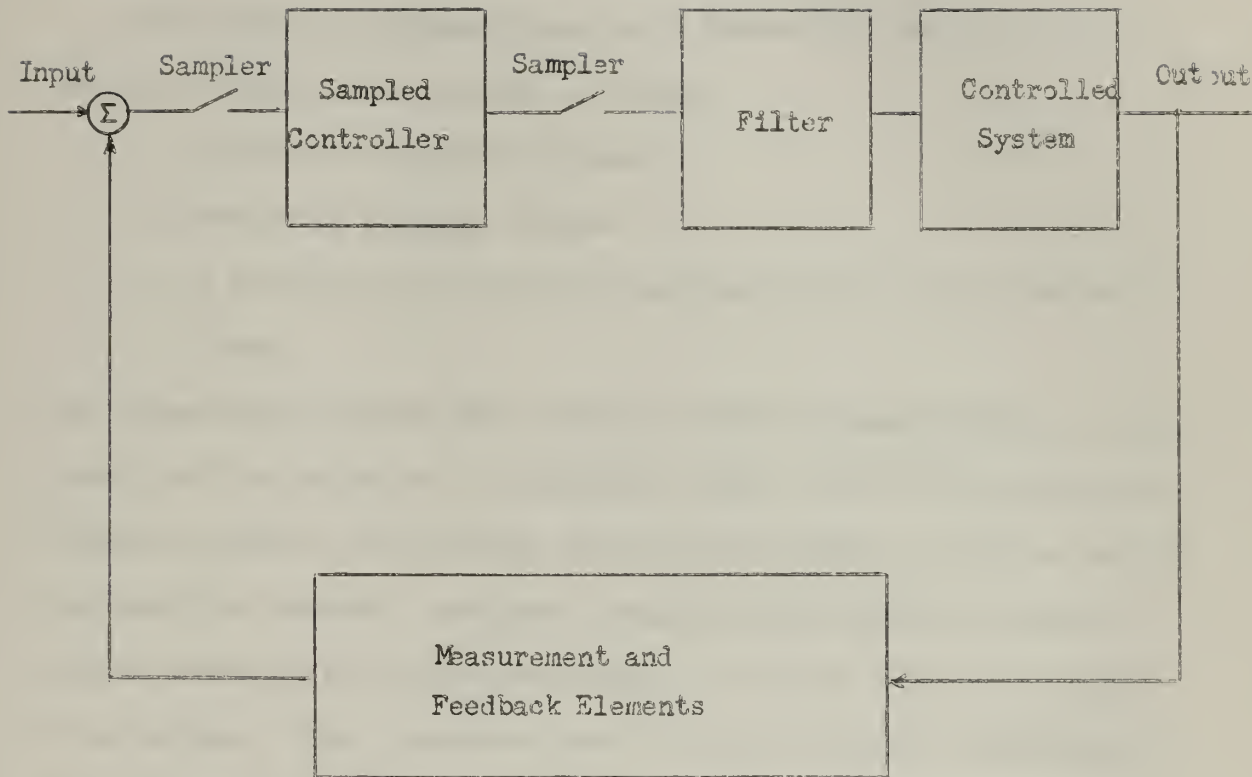 Input
Sampler
Sampled
Controller
Sampler
Filter
Controlled
System
Output
Σ
Measurement and
Feedback Elements